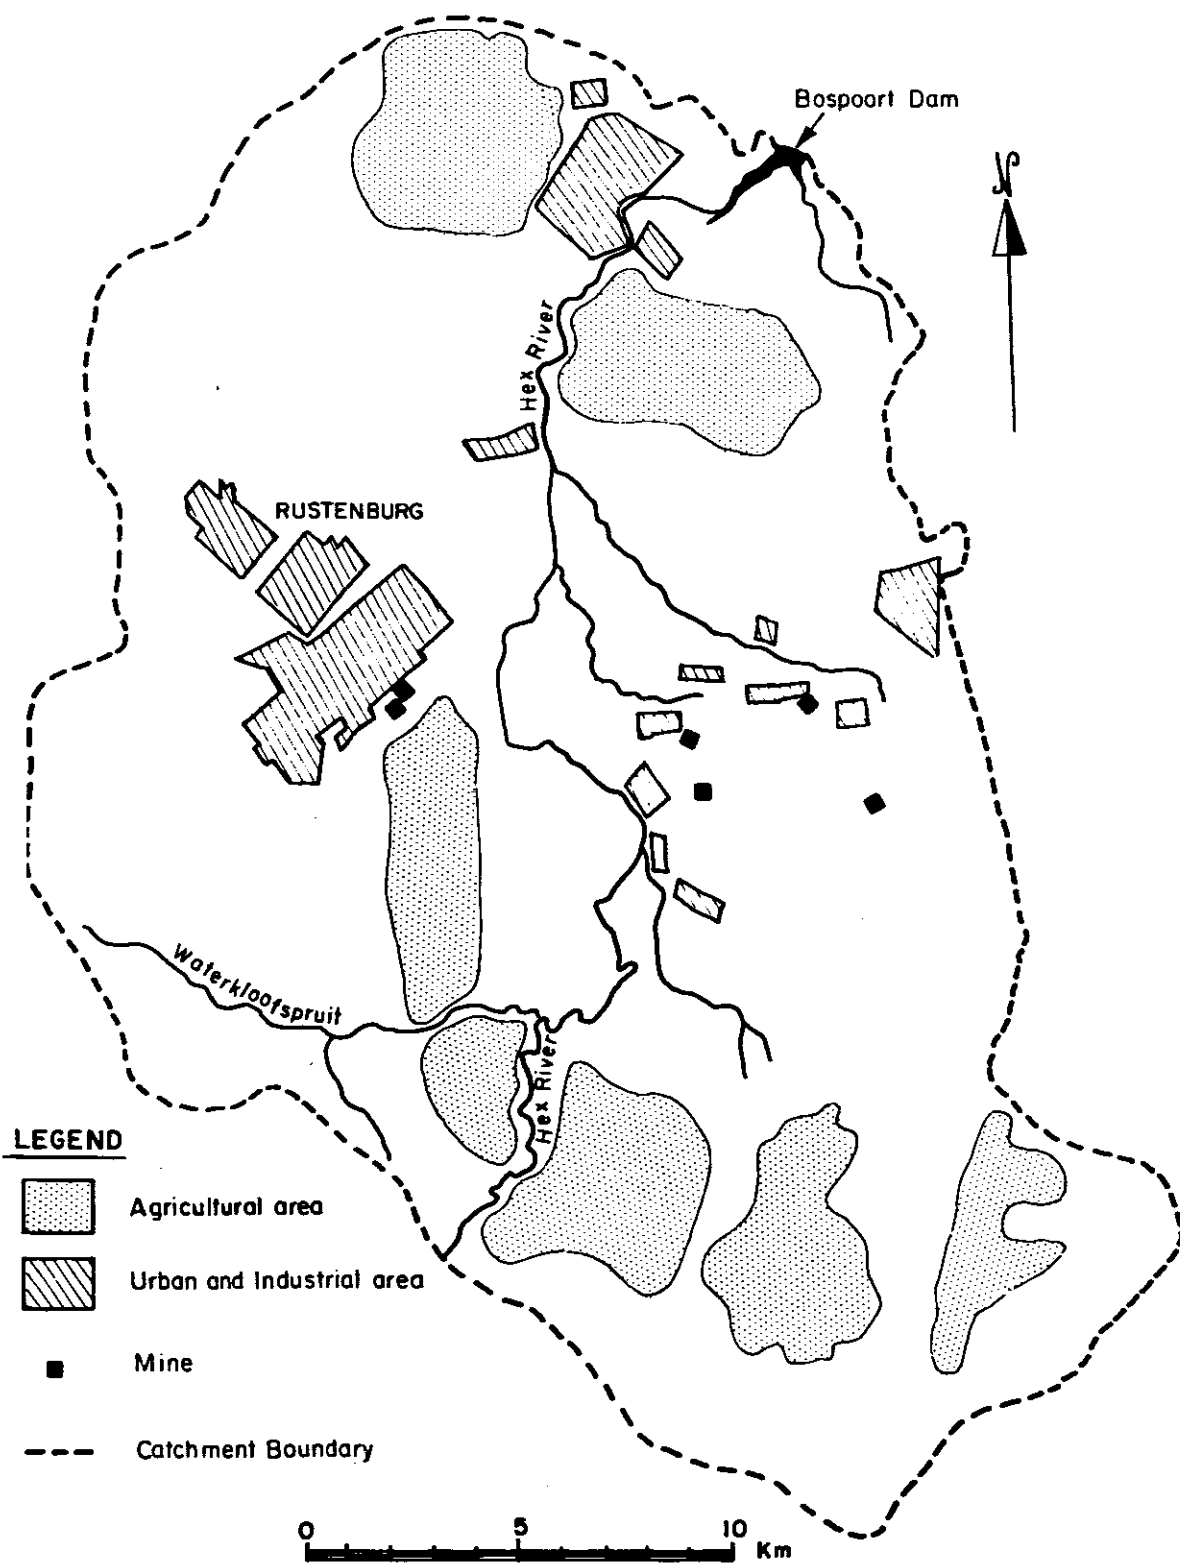 Bospoort Dam
N
Hex River
RUSTENBURG
Waterkloofspruit
Hex River
LEGEND
Agricultural area
Urban and Industrial area
Mine
Catchment Boundary
0 5 10
Km